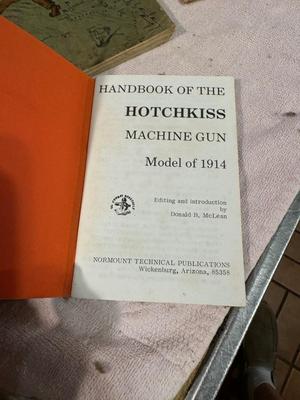 HANDBOOK OF THE
HOTCHKISS
MACHINE GUN
Model of 1914
Editing and introduction
by
Donald B. McLean
NORMOUNT TECHNICAL PUBLICATIONS
Wickenburg, Arizona, 85358